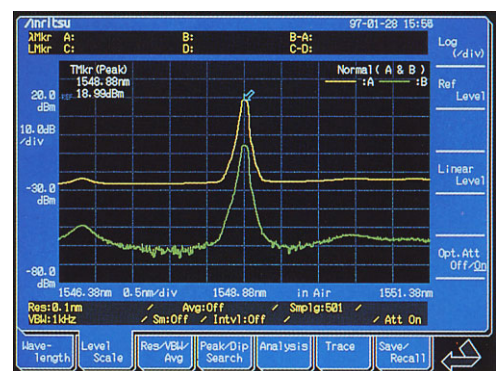 Anritsu 97-01-28 15:58
λMkr A: B: B-A:
LMkr C: D: C-D:
Log
(/div)
TMkr(Peak) Normal(A & B)
1548.88nm :A :B
18.99dBm
Ref
Level
20.0
dBm
10.0dB
/div
Linear
Level
-30.0
dBm
Opt.Att
Off/On
-80.0
dBm
1546.38nm 0.5nm/div 1548.88nm in Air 1551.38nm
Res:0.1nm / Avg:Off / Smplg:501 /
VBW:1kHz / Sm:Off / Intvl:Off / / Att On
Wave-
length
Level
Scale
Res/VBW/
Avg
Peak/Dip
Search
Analysis
Trace
Save/
Recall